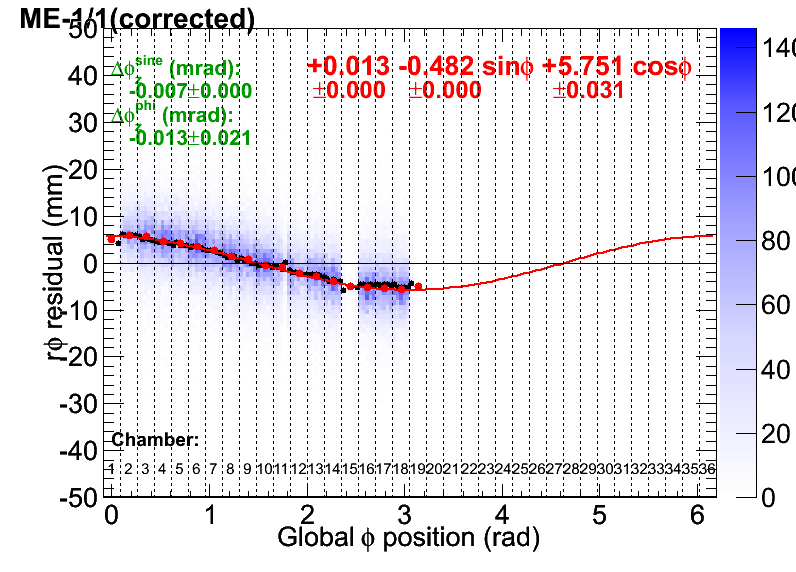 ME-1/1(corrected)
Δϕ_z^sine (mrad):
-0.007±0.000
Δϕ_z^phi (mrad):
-0.013±0.021
+0.013 -0.482 sinϕ +5.751 cosϕ
±0.000 ±0.000 ±0.031
50
40
30
20
10
0
-10
-20
-30
-40
-50
rϕ residual (mm)
Chamber:
1 2 3 4 5 6 7 8 9 10 11 12 13 14 15 16 17 18 19 20 21 22 23 24 25 26 27 28 29 30 31 32 33 34 35 36
0 1 2 3 4 5 6
Global ϕ position (rad)
140
120
100
80
60
40
20
0